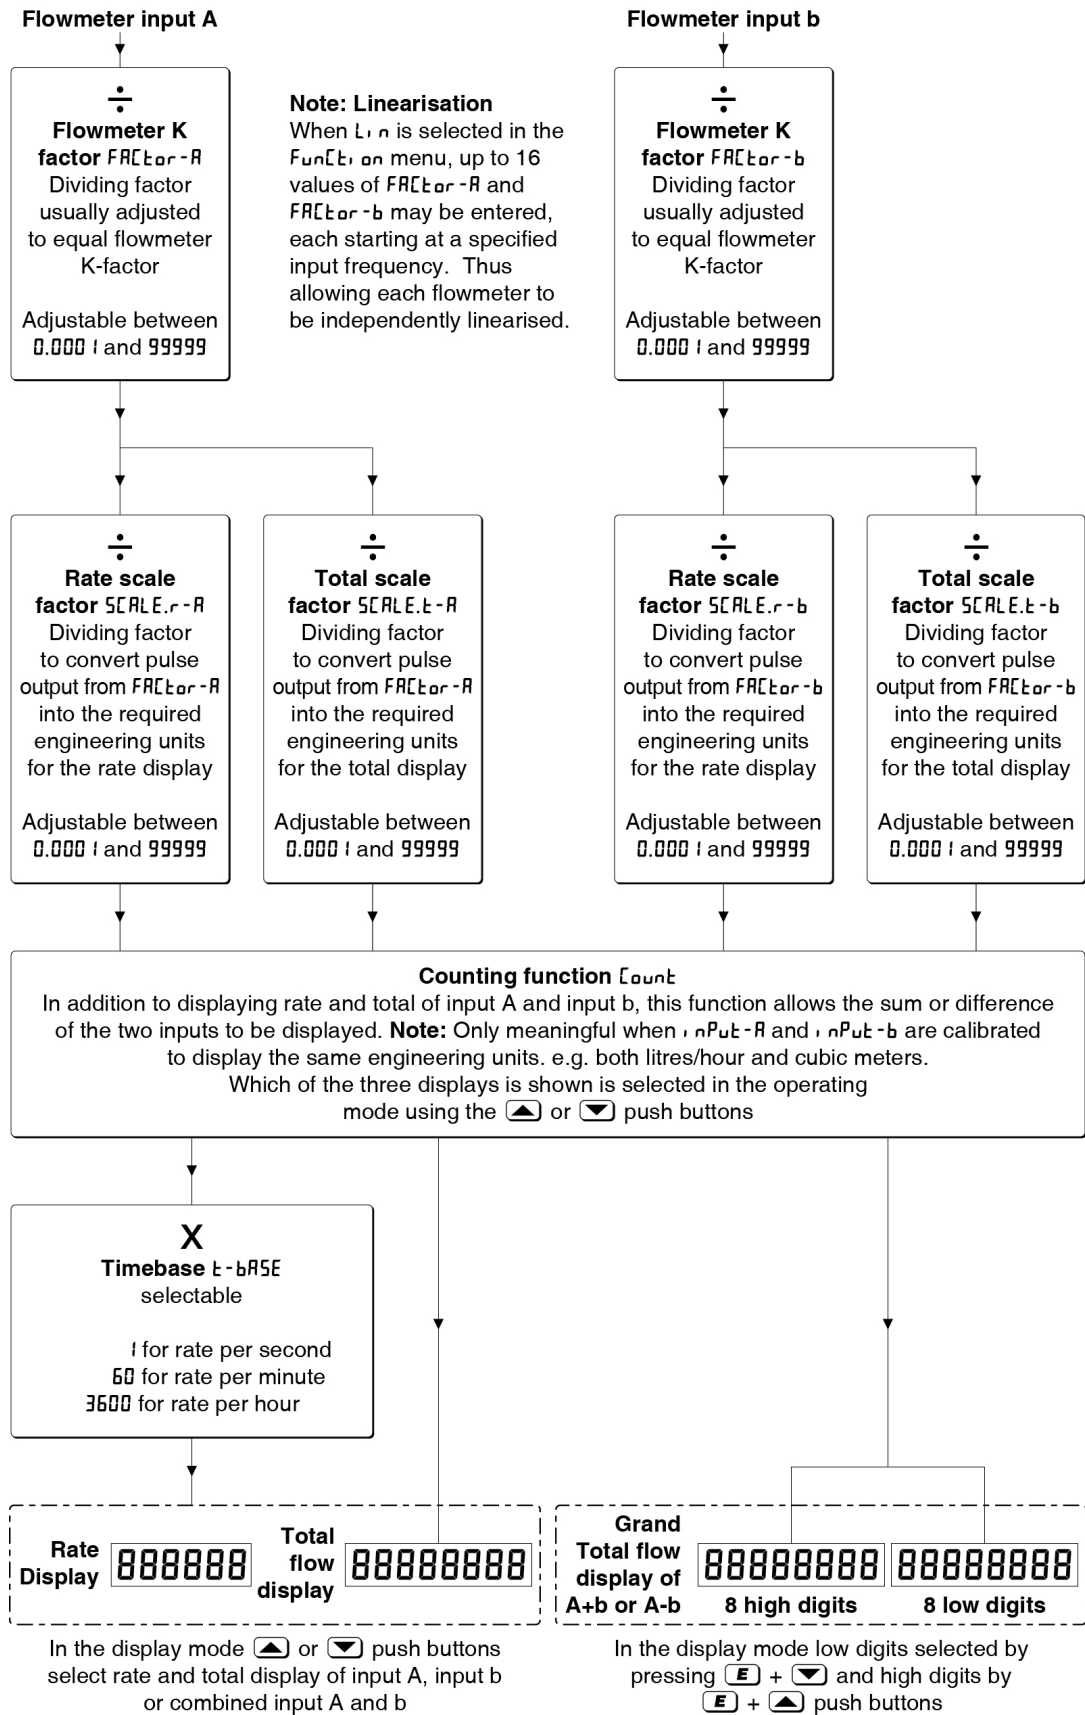 Flowmeter input A
Flowmeter input b
÷
Flowmeter K
factor FACtor-A
Dividing factor
usually adjusted
to equal flowmeter
K-factor
Adjustable between
0.0001 and 99999
Note: Linearisation
When Lin is selected in the
FunCtion menu, up to 16
values of FACtor-A and
FACtor-b may be entered,
each starting at a specified
input frequency. Thus
allowing each flowmeter to
be independently linearised.
÷
Flowmeter K
factor FACtor-b
Dividing factor
usually adjusted
to equal flowmeter
K-factor
Adjustable between
0.0001 and 99999
÷
Rate scale
factor SCALE.r-A
Dividing factor
to convert pulse
output from FACtor-A
into the required
engineering units
for the rate display
Adjustable between
0.0001 and 99999
÷
Total scale
factor SCALE.t-A
Dividing factor
to convert pulse
output from FACtor-A
into the required
engineering units
for the total display
Adjustable between
0.0001 and 99999
÷
Rate scale
factor SCALE.r-b
Dividing factor
to convert pulse
output from FACtor-b
into the required
engineering units
for the rate display
Adjustable between
0.0001 and 99999
÷
Total scale
factor SCALE.t-b
Dividing factor
to convert pulse
output from FACtor-b
into the required
engineering units
for the total display
Adjustable between
0.0001 and 99999
Counting function Count
In addition to displaying rate and total of input A and input b, this function allows the sum or difference
of the two inputs to be displayed. Note: Only meaningful when inPut-A and inPut-b are calibrated
to display the same engineering units. e.g. both litres/hour and cubic meters.
Which of the three displays is shown is selected in the operating
mode using the ▲ or ▼ push buttons
X
Timebase t-bASE
selectable
1 for rate per second
60 for rate per minute
3600 for rate per hour
Rate
Display
888888
Total
flow
display
88888888
Grand
Total flow
display of
A+b or A-b
88888888
8 high digits
88888888
8 low digits
In the display mode ▲ or ▼ push buttons
select rate and total display of input A, input b
or combined input A and b
In the display mode low digits selected by
pressing E + ▼ and high digits by
E + ▲ push buttons